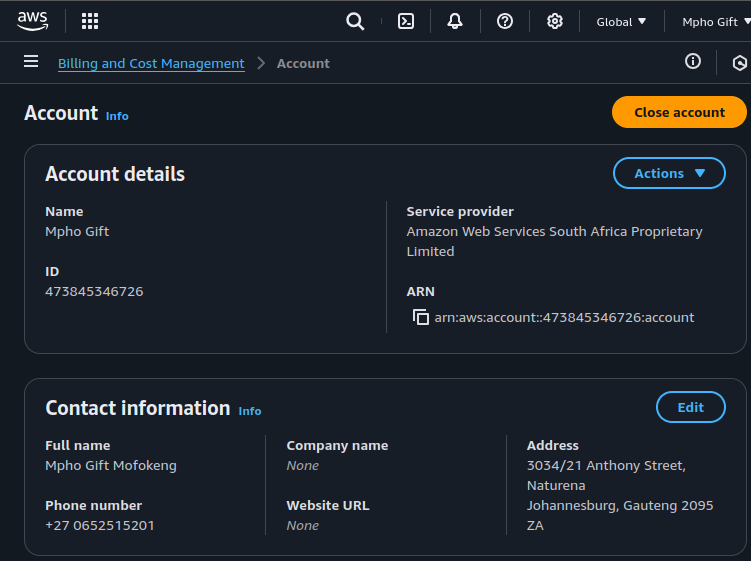 aws
Global
Mpho Gift
Billing and Cost Management
Account
Account
Info
Close account
Account details
Actions
Name
Mpho Gift
ID
473845346726
Service provider
Amazon Web Services South Africa Proprietary
Limited
ARN
arn:aws:account::473845346726:account
Contact information
Info
Edit
Full name
Mpho Gift Mofokeng
Phone number
+27 0652515201
Company name
None
Website URL
None
Address
3034/21 Anthony Street,
Naturena
Johannesburg, Gauteng 2095
ZA